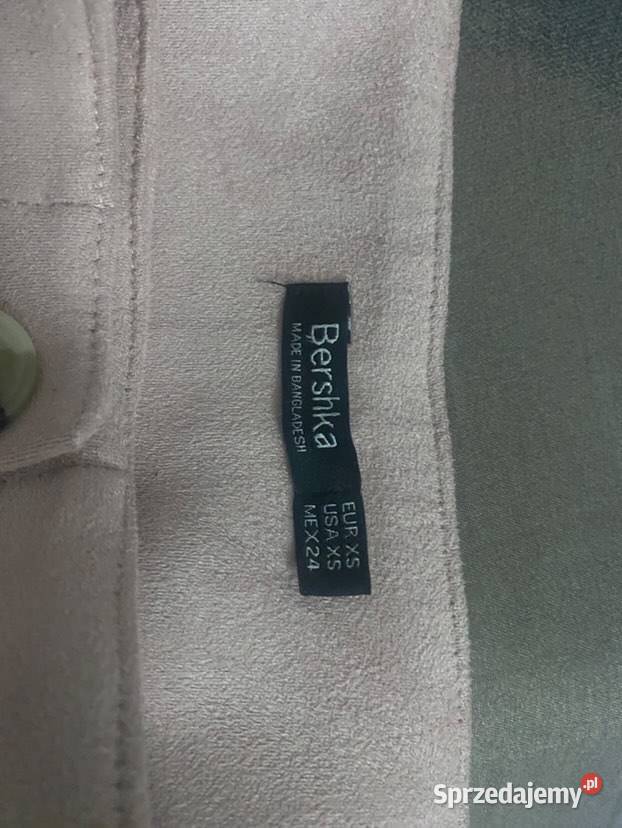 Bershka
MADE IN BANGLADESH
EUR XS
USA XS
MEX 24
Sprzedajemy.pl